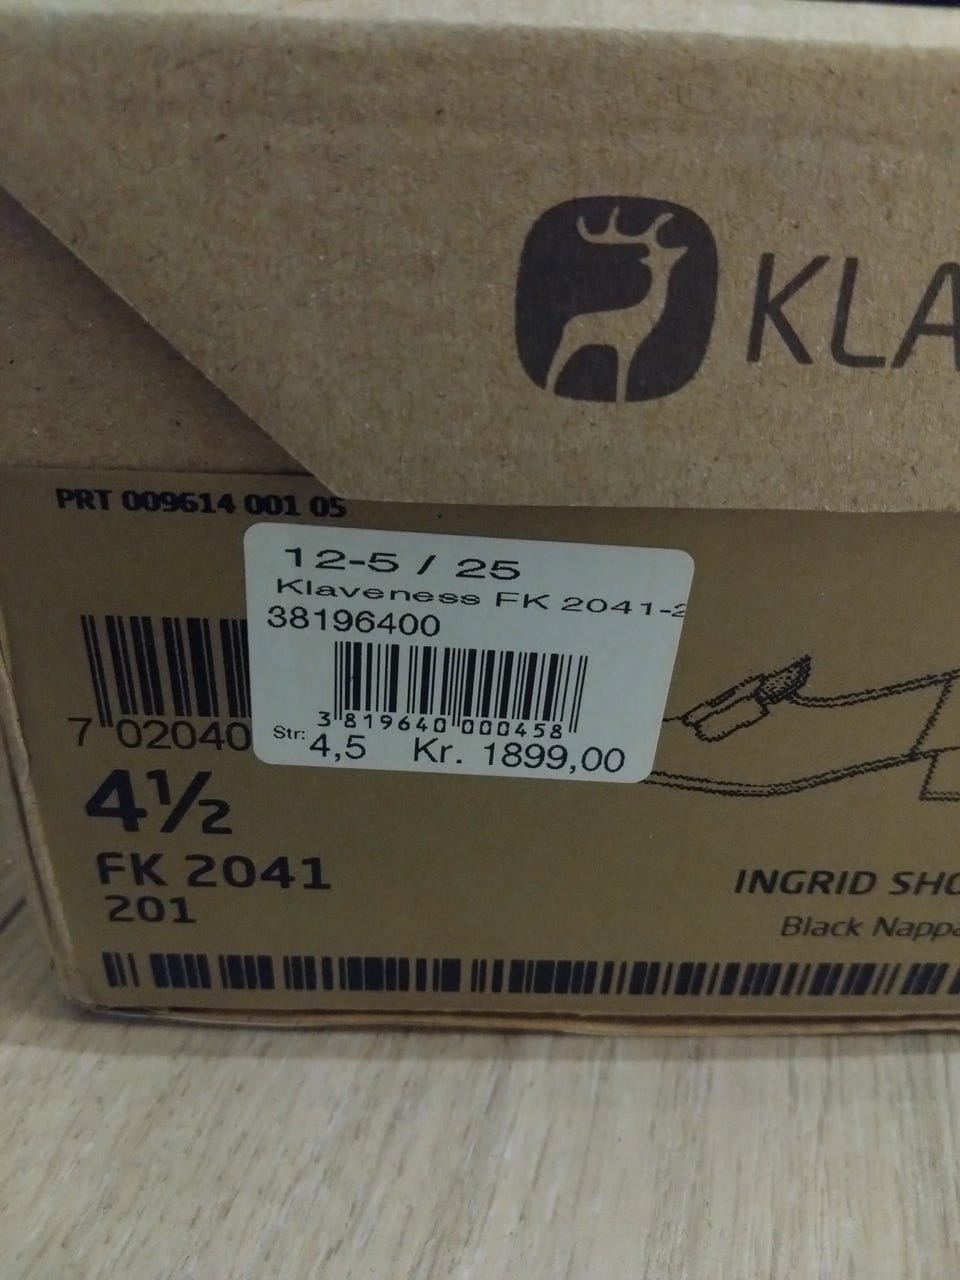 KLA
PRT 009614 001 05
12-5 / 25
Klaveness FK 2041-2
38196400
3 819640 000458
Str: 4,5 Kr. 1899,00
7 02040
4½
FK 2041
201
INGRID SHO
Black Nappa